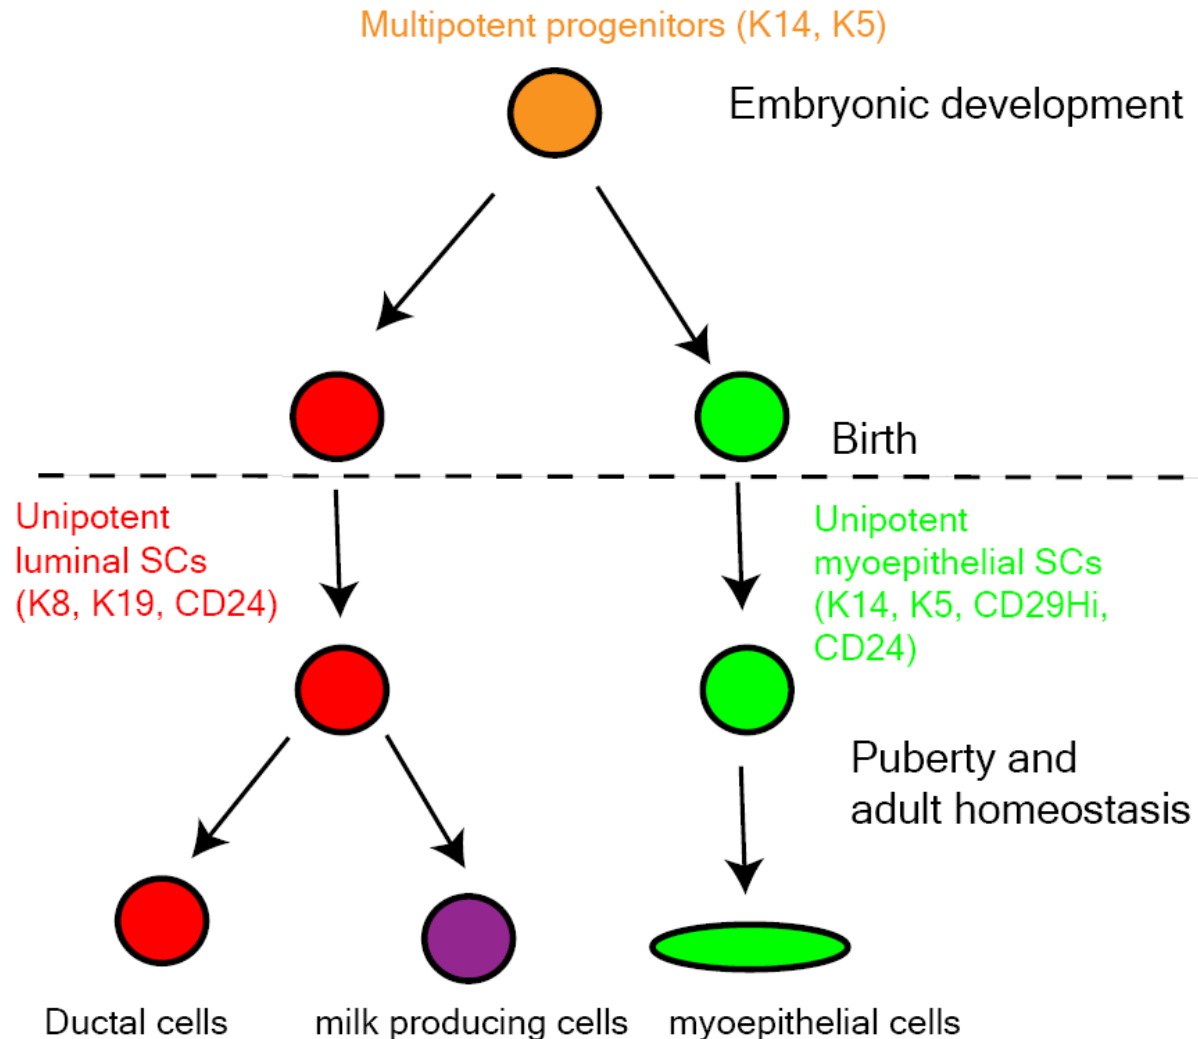 Multipotent progenitors (K14, K5)
Embryonic development
Birth
Unipotent
luminal SCs
(K8, K19, CD24)
Unipotent
myoepithelial SCs
(K14, K5, CD29Hi,
CD24)
Puberty and
adult homeostasis
Ductal cells
milk producing cells
myoepithelial cells